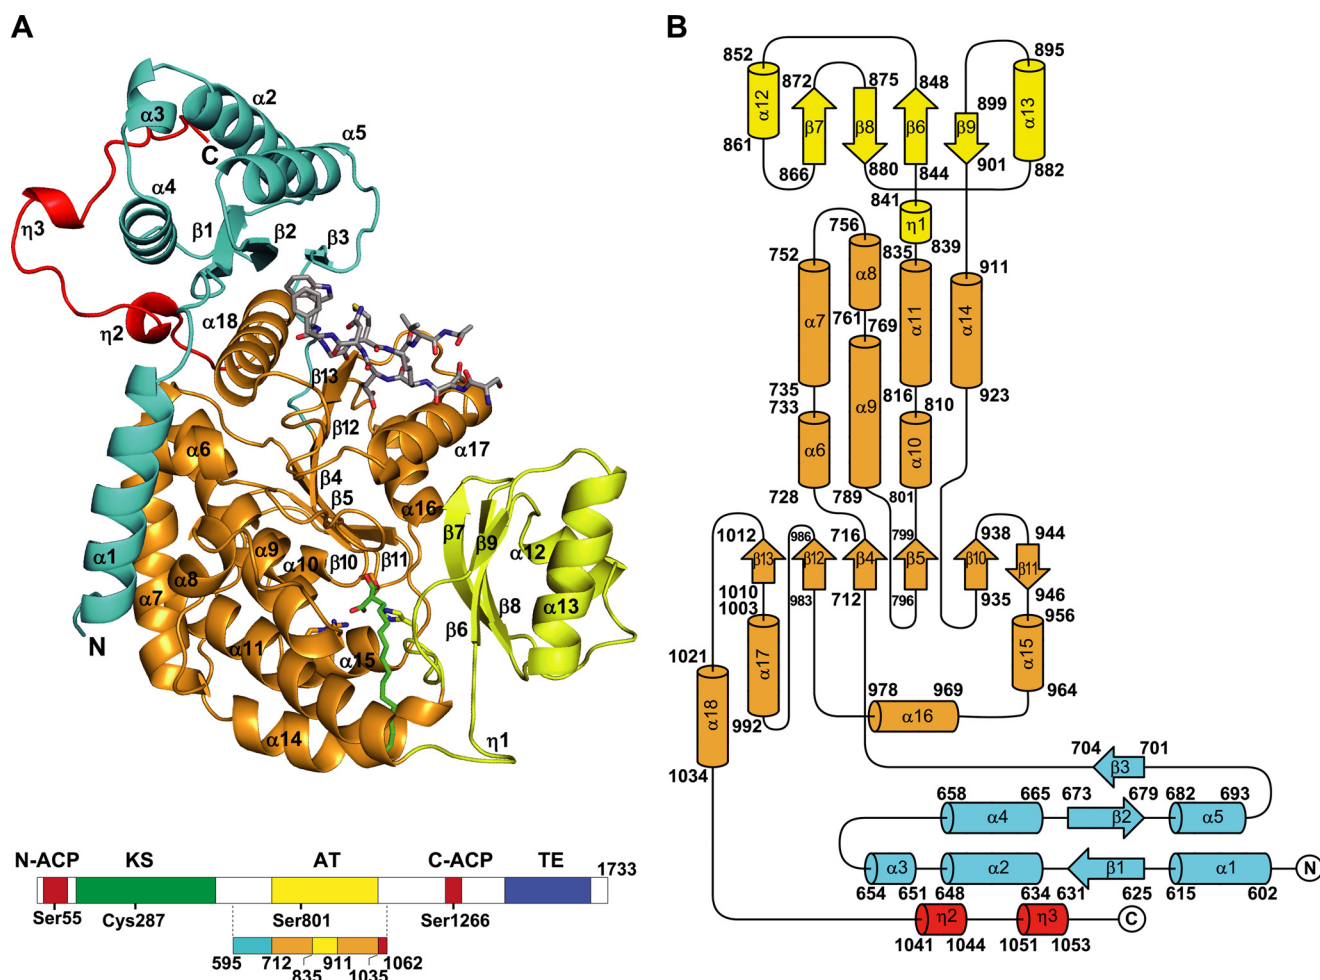 A
α3
α2
α5
C
α4
η3
β1
β2
β3
α18
η2
β13
β12
α17
α6
β4
β5
α16
β7
β9
α12
α1
α9
α8
α10
β10
β11
α7
β8
α13
N
β6
α11
α15
η1
α14
N-ACP KS AT C-ACP TE 1733
Ser55 Cys287 Ser801 Ser1266
595 712 911 1062
835 1035
B
852 895
872 875 848 899
α12 β7 β8 β6 β9 α13
861 866 880 844 901 882
841
η1
756 835 839
752 α8 911
α7 α11 α14
761 769
α9
735 816 810 923
733
α6 α10
728 789 801
1012 986 716 799 938 944
β13 β12 β4 β5 β10 β11
1010 983 712 796 935 946
1003 956
α17 α15
1021 978 969 964
α18 992 α16
1034 704 701
β3
658 665 673 679 682 693
α4 β2 α5
α3 α2 β1 α1 N
654 651 648 634 631 625 615 602
η2 η3 C
1041 1044 1051 1053